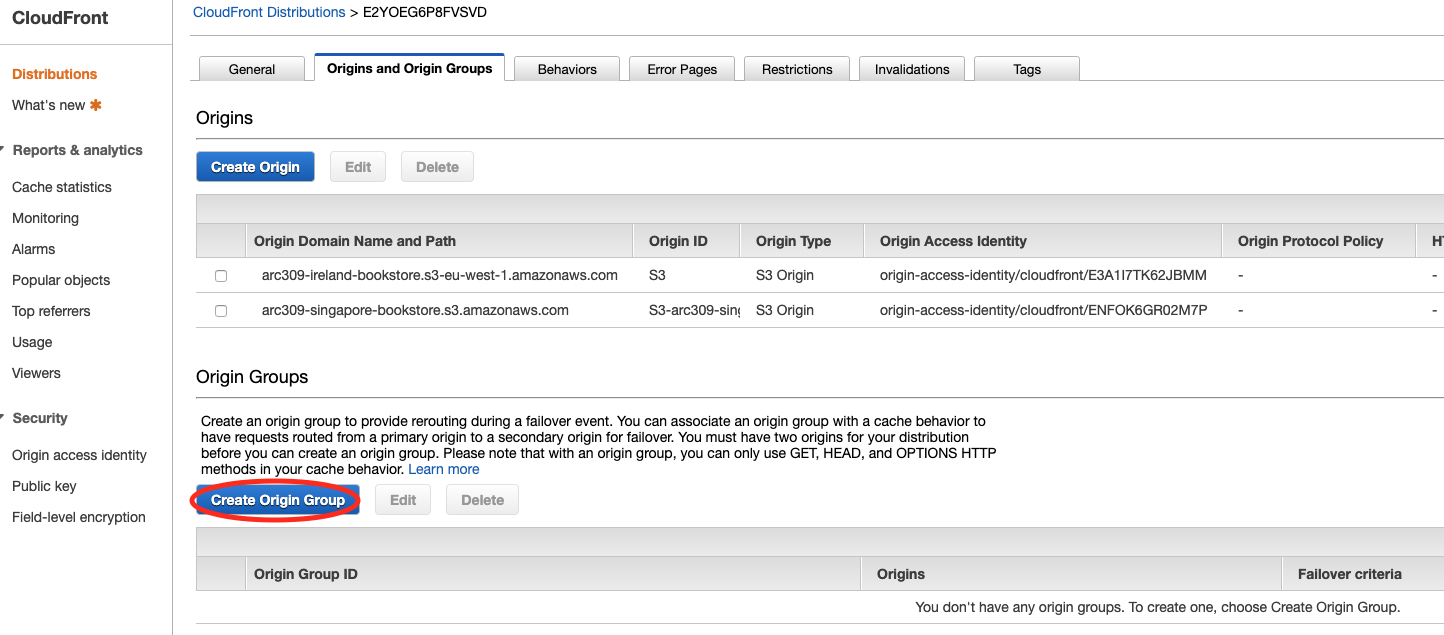 CloudFront
Distributions
What's new
Reports & analytics
Cache statistics
Monitoring
Alarms
Popular objects
Top referrers
Usage
Viewers
Security
Origin access identity
Public key
Field-level encryption
CloudFront Distributions > E2YOEG6P8FVSVD
General Origins and Origin Groups Behaviors Error Pages Restrictions Invalidations Tags
Origins
Create Origin Edit Delete
Origin Domain Name and Path Origin ID Origin Type Origin Access Identity Origin Protocol Policy
arc309-ireland-bookstore.s3-eu-west-1.amazonaws.com S3 S3 Origin origin-access-identity/cloudfront/E3A1I7TK62JBMM - -
arc309-singapore-bookstore.s3.amazonaws.com S3-arc309-sing S3 Origin origin-access-identity/cloudfront/ENFOK6GR02M7P - -
Origin Groups
Create an origin group to provide rerouting during a failover event. You can associate an origin group with a cache behavior to
have requests routed from a primary origin to a secondary origin for failover. You must have two origins for your distribution
before you can create an origin group. Please note that with an origin group, you can only use GET, HEAD, and OPTIONS HTTP
methods in your cache behavior. Learn more
Create Origin Group Edit Delete
Origin Group ID Origins Failover criteria
You don't have any origin groups. To create one, choose Create Origin Group.